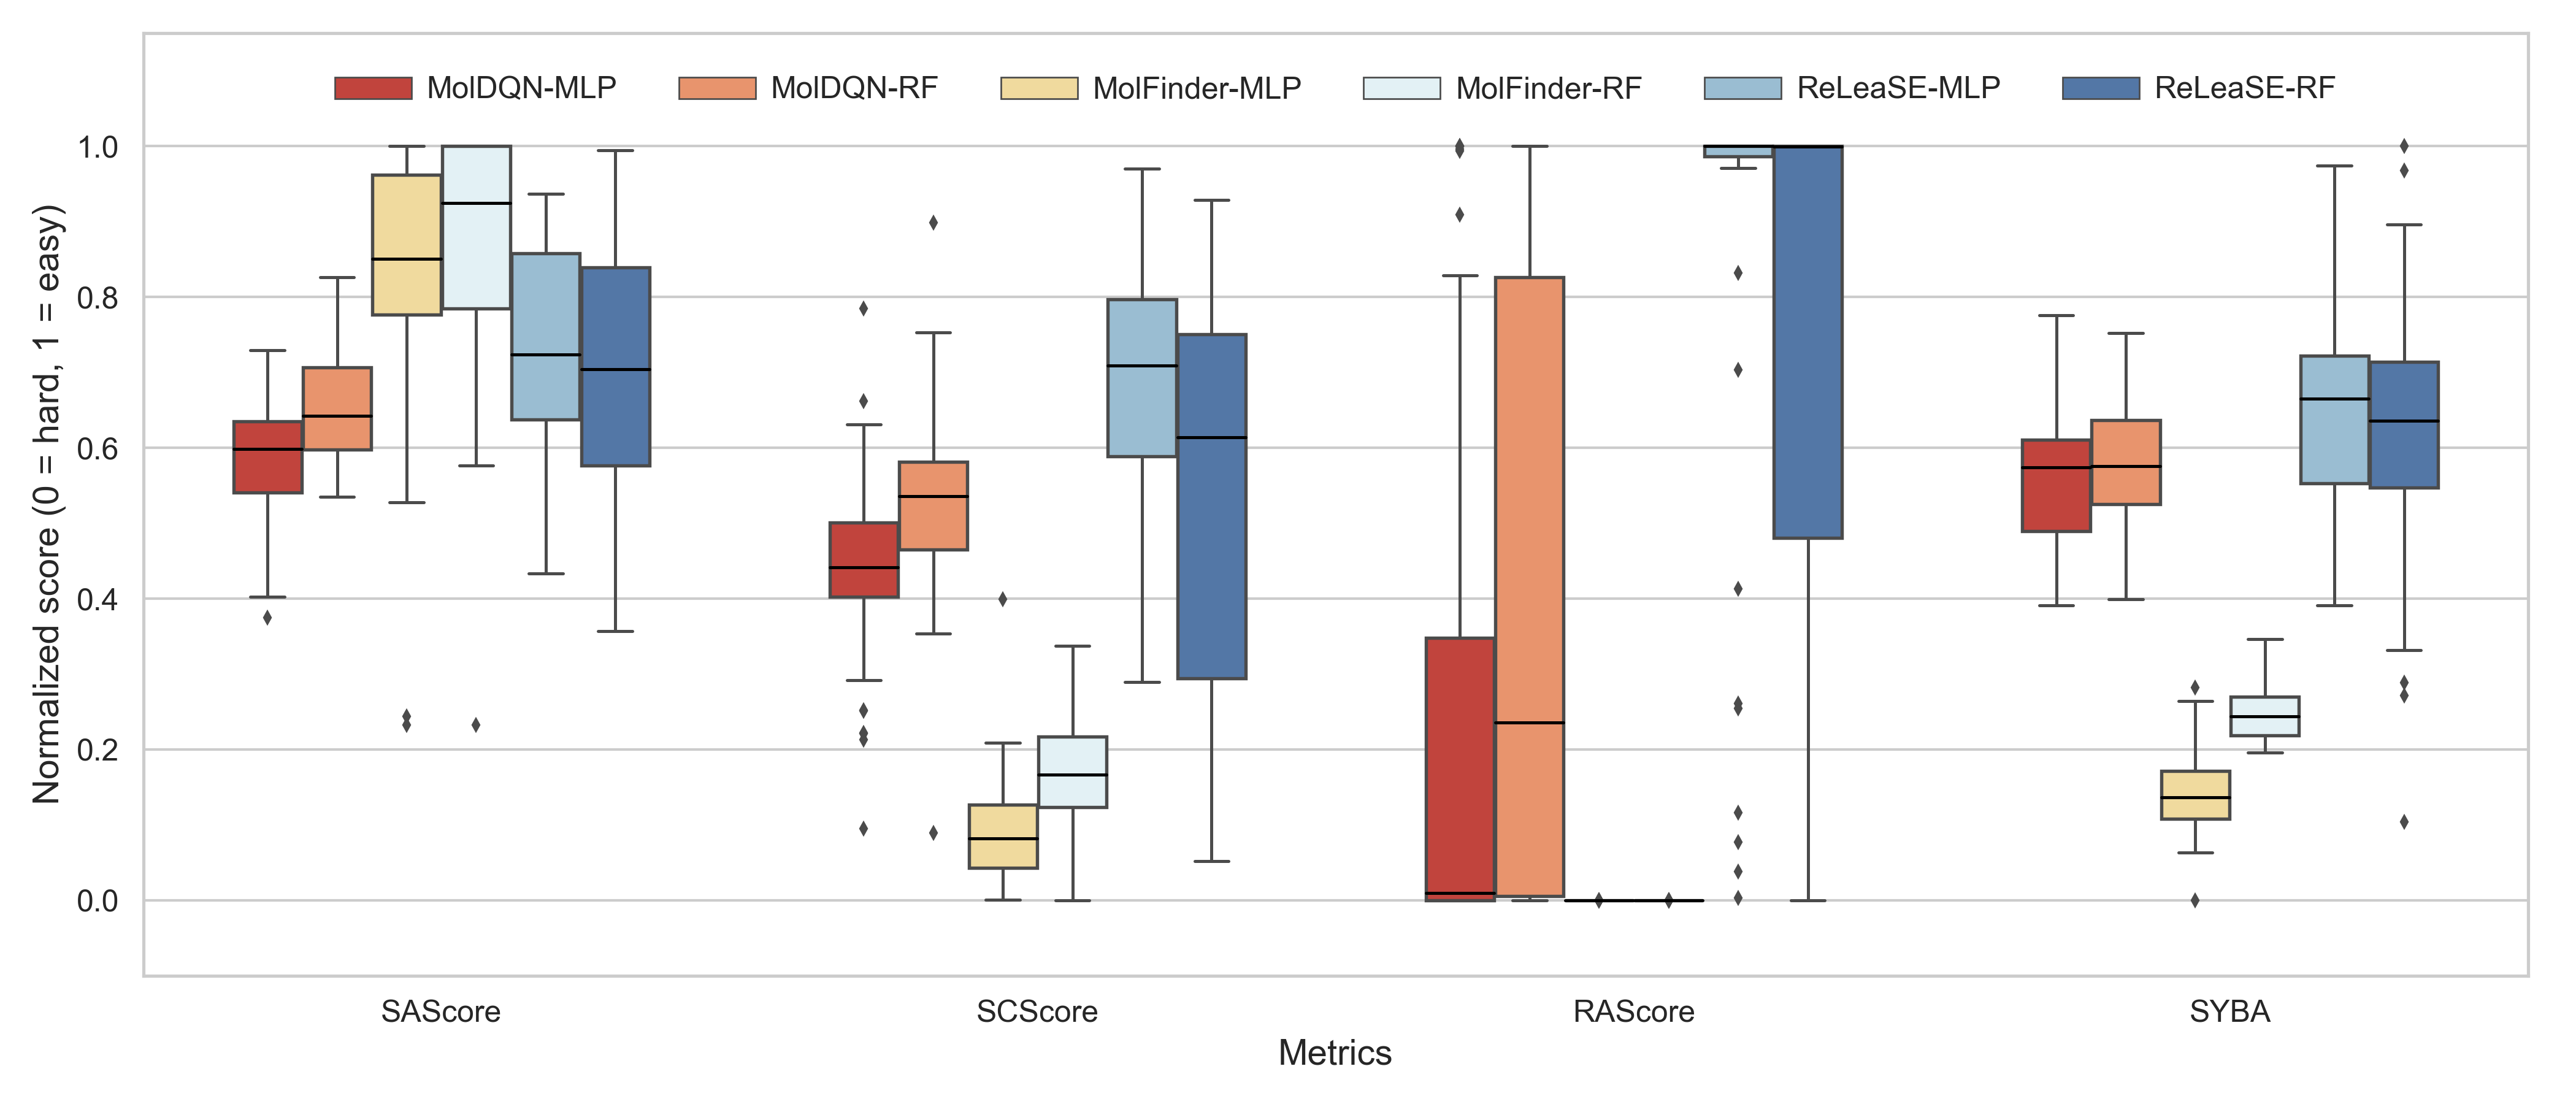 MolDQN-MLP MolDQN-RF MolFinder-MLP MolFinder-RF ReLeaSE-MLP ReLeaSE-RF
Normalized score (0 = hard, 1 = easy)
1.0
0.8
0.6
0.4
0.2
0.0
SAScore SCScore RAScore SYBA
Metrics